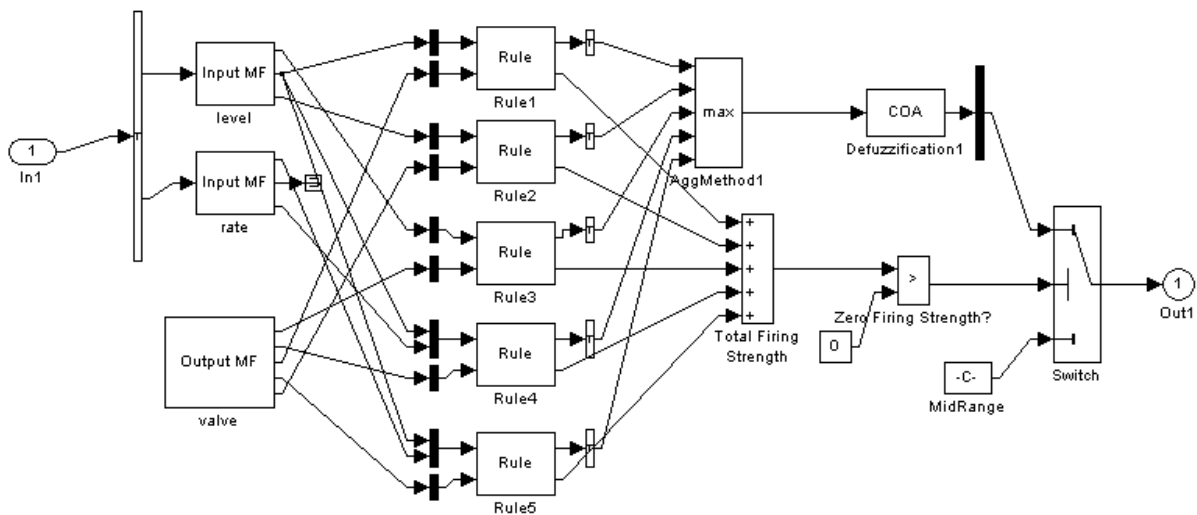 1
In1
Input MF
level
Input MF
rate
Output MF
valve
Rule
Rule1
Rule
Rule2
Rule
Rule3
Rule
Rule4
Rule
Rule5
max
AggMethod1
+
+
+
+
+
Total Firing
Strength
COA
Defuzzification1
>
Zero Firing Strength?
0
-C-
MidRange
Switch
1
Out1